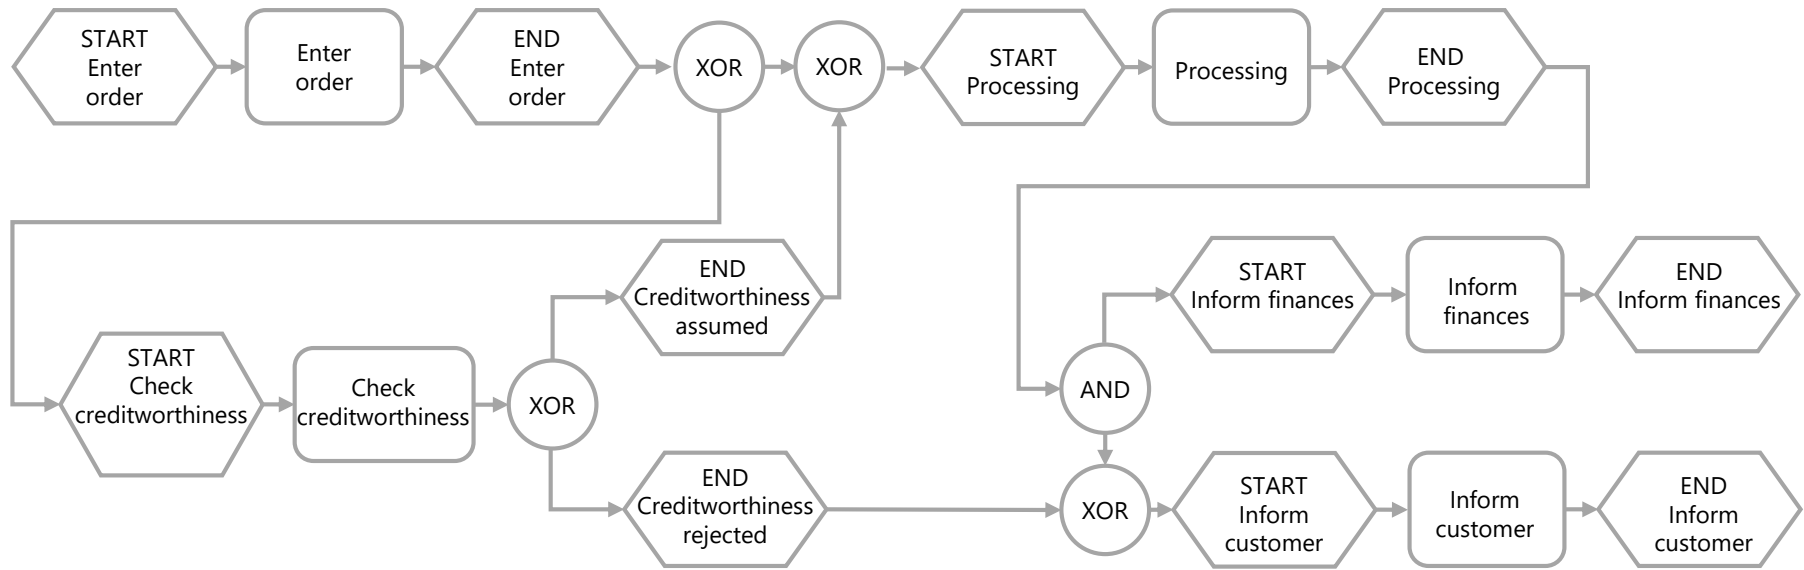 START
Enter
order
Enter
order
END
Enter
order
XOR
XOR
START
Processing
Processing
END
Processing
END
Creditworthiness
assumed
START
Inform finances
Inform
finances
END
Inform finances
START
Check
creditworthiness
Check
creditworthiness
XOR
AND
END
Creditworthiness
rejected
XOR
START
Inform
customer
Inform
customer
END
Inform
customer